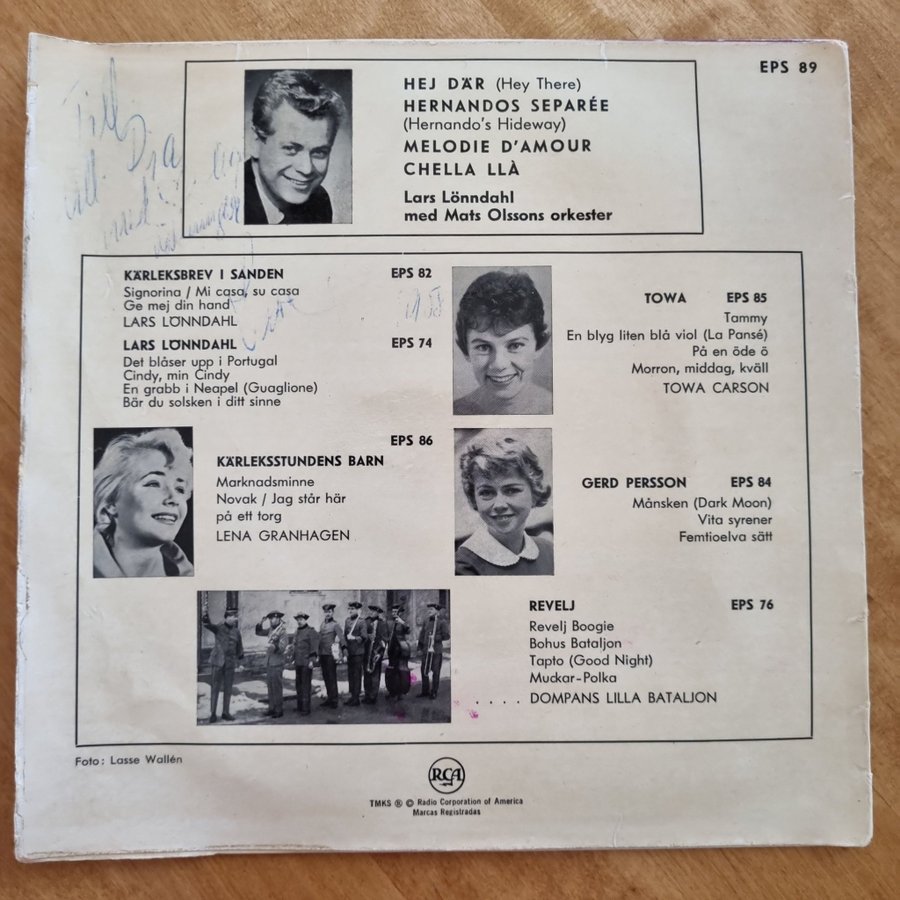 EPS 89
HEJ DÄR (Hey There)
HERNANDOS SEPARÉE
(Hernando's Hideway)
MELODIE D'AMOUR
CHELLA LLÀ
Lars Lönndahl
med Mats Olssons orkester
Till
med
KÄRLEKSBREV I SANDEN EPS 82
Signorina / Mi casa, su casa
Ge mej din hand
LARS LÖNNDAHL
LARS LÖNNDAHL EPS 74
Det blåser upp i Portugal
Cindy, min Cindy
En grabb i Neapel (Guaglione)
Bär du solsken i ditt sinne
TOWA EPS 85
Tammy
En blyg liten blå viol (La Pansé)
På en öde ö
Morron, middag, kväll
TOWA CARSON
EPS 86
KÄRLEKSSTUNDENS BARN
Marknadsminne
Novak / Jag står här
på ett torg
LENA GRANHAGEN
GERD PERSSON EPS 84
Månsken (Dark Moon)
Vita syrener
Femtioelva sätt
REVELJ EPS 76
Revelj Boogie
Bohus Bataljon
Tapto (Good Night)
Muckar-Polka
.... DOMPANS LILLA BATALJON
Foto: Lasse Wallén
RCA
TMKS ® © Radio Corporation of America
Marcas Registradas